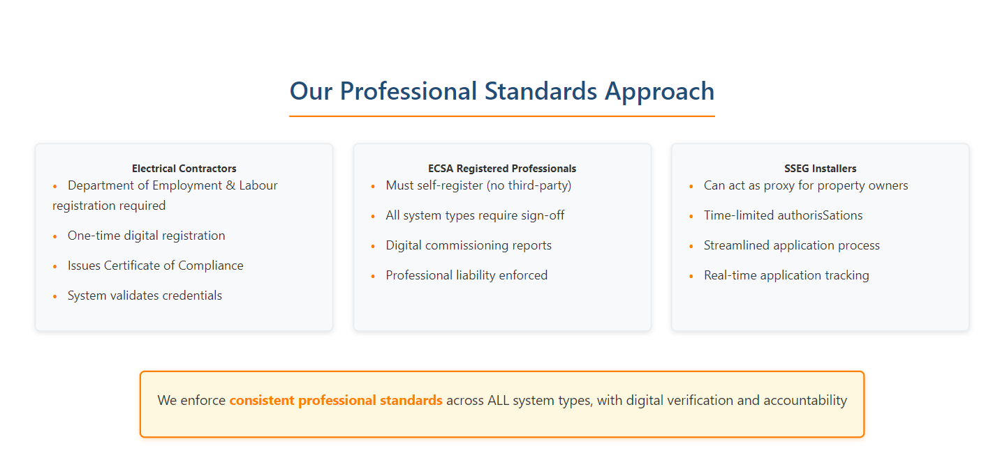 Our Professional Standards Approach
Electrical Contractors
• Department of Employment & Labour
registration required
• One-time digital registration
• Issues Certificate of Compliance
• System validates credentials
ECSA Registered Professionals
• Must self-register (no third-party)
• All system types require sign-off
• Digital commissioning reports
• Professional liability enforced
SSEG Installers
• Can act as proxy for property owners
• Time-limited authorisSations
• Streamlined application process
• Real-time application tracking
We enforce consistent professional standards across ALL system types, with digital verification and accountability